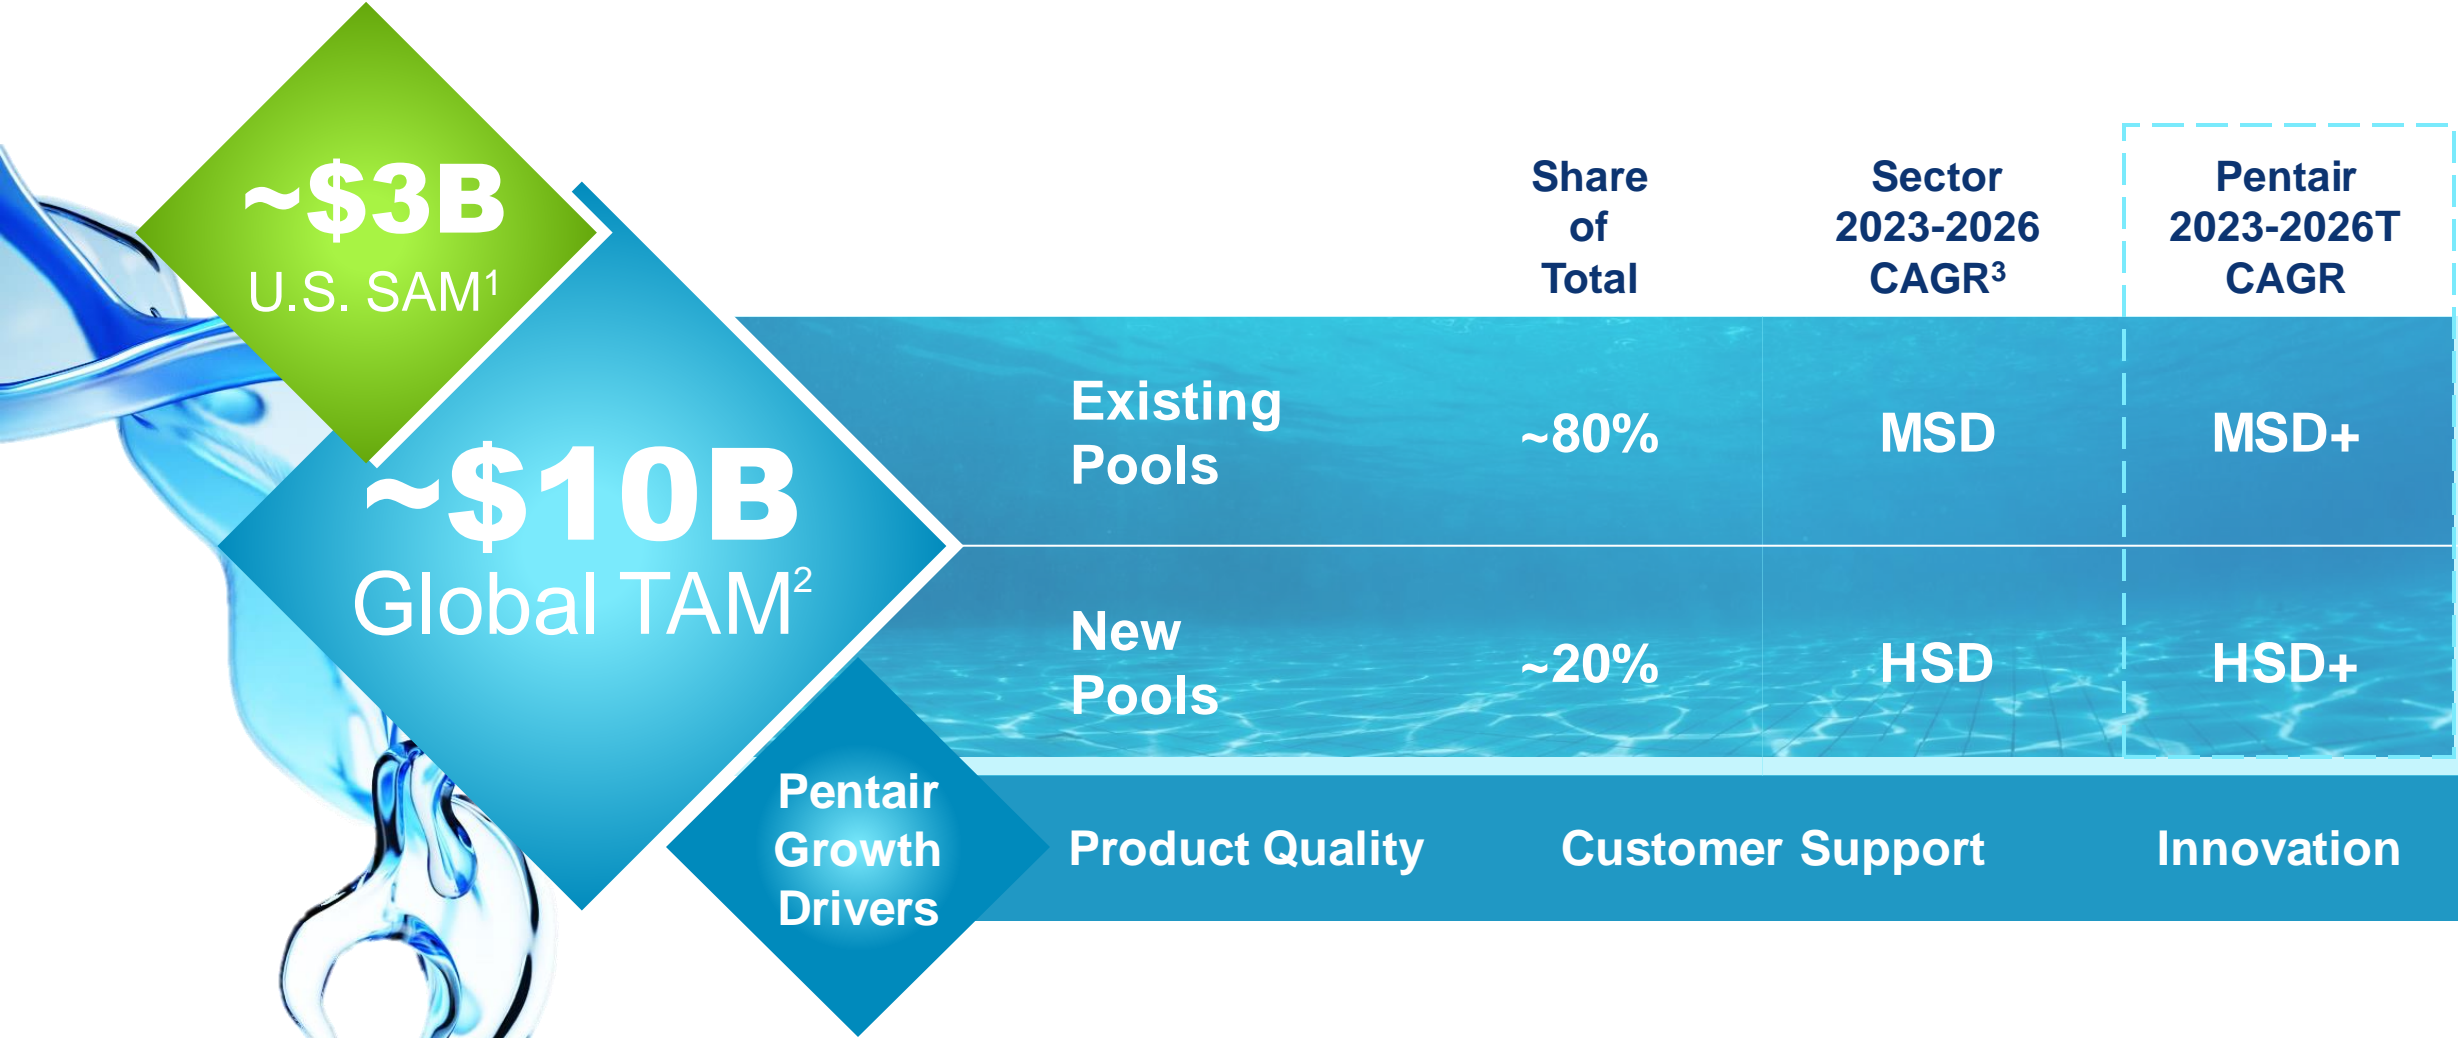 ~$3B
U.S. SAM¹
~$10B
Global TAM²
Share
of
Total
Sector
2023-2026
CAGR³
Pentair
2023-2026T
CAGR
Existing
Pools
~80%
MSD
MSD+
New
Pools
~20%
HSD
HSD+
Pentair
Growth
Drivers
Product Quality
Customer Support
Innovation